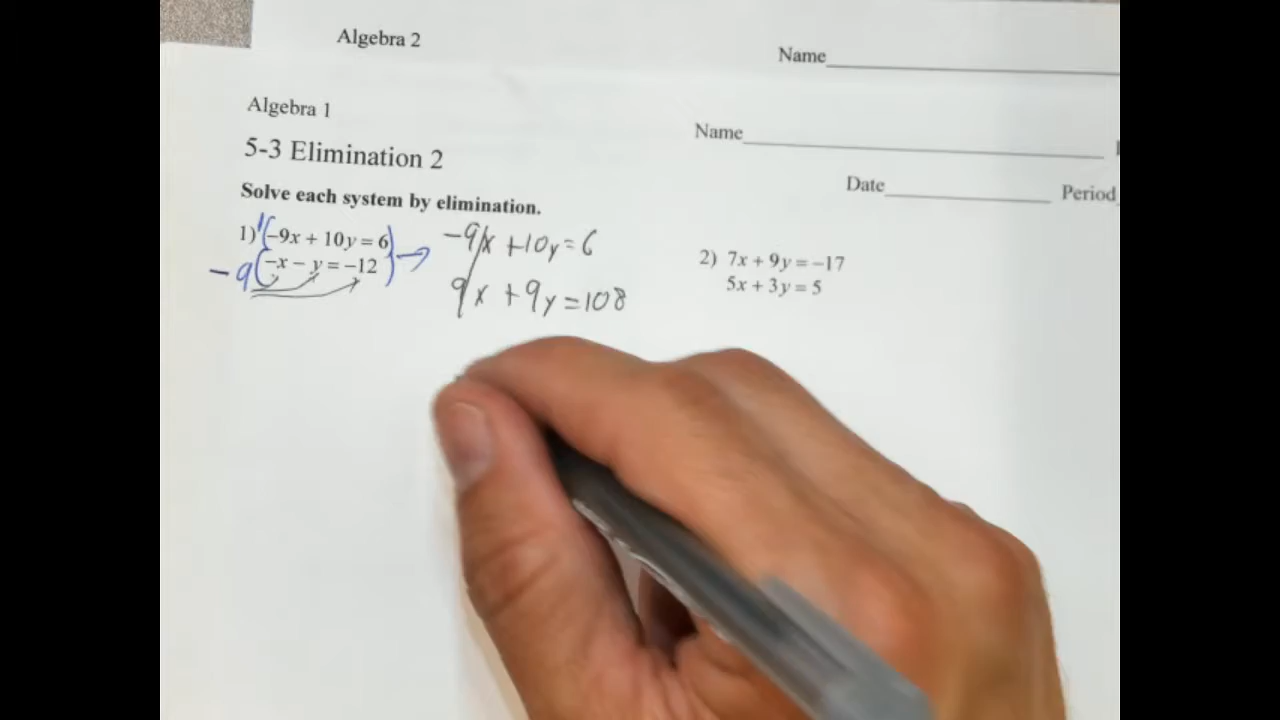 Algebra 2
Name
Algebra 1
Name
5-3 Elimination 2
Date Period
Solve each system by elimination.
1) 1(-9x + 10y = 6)
-9(-x - y = -12) →
-9x + 10y = 6
9x + 9y = 108
2) 7x + 9y = -17
5x + 3y = 5